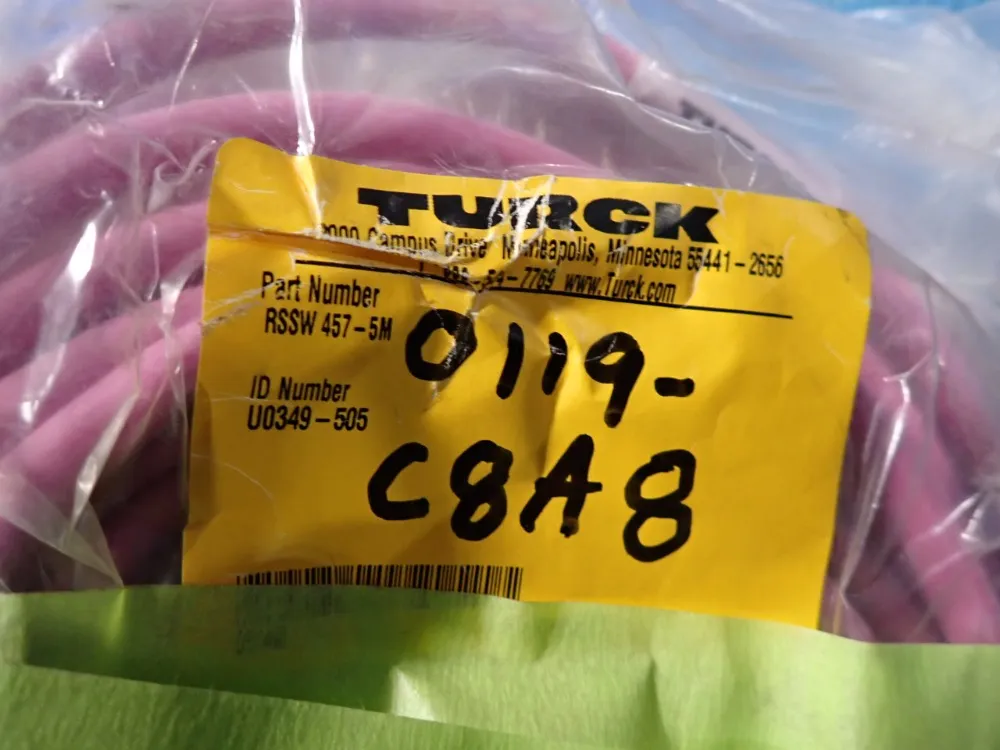 TURCK
Campus Drive Minneapolis, Minnesota 55441-2656
-7769 www.Turck.com
Part Number
RSSW 457-5M
0119-
ID Number
U0349-505
C8A8